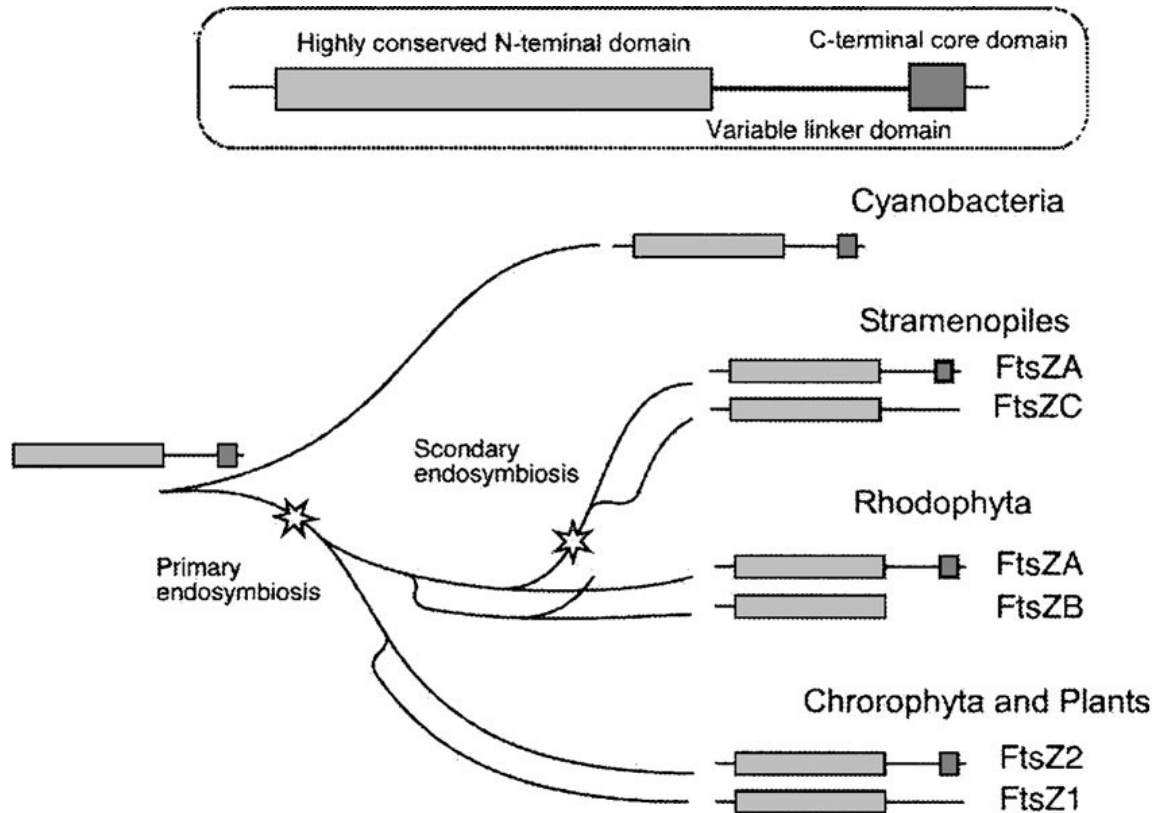 Highly conserved N-teminal domain
C-terminal core domain
Variable linker domain
Cyanobacteria
Stramenopiles
FtsZA
FtsZC
Scondary
endosymbiosis
Rhodophyta
Primary
endosymbiosis
FtsZA
FtsZB
Chrorophyta and Plants
FtsZ2
FtsZ1